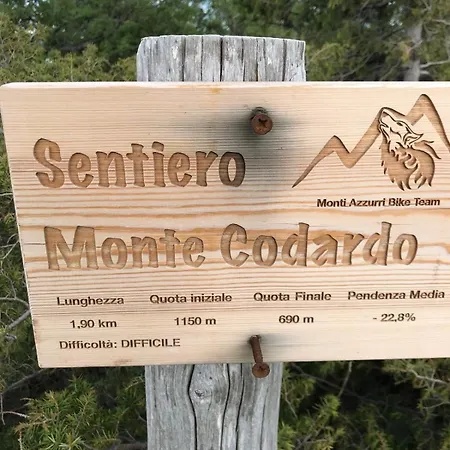 Sentiero
Monti Azzurri Bike Team
Monte Codardo
Lunghezza Quota iniziale Quota Finale Pendenza Media
1,90 km 1150 m 690 m - 22,8%
Difficoltà: DIFFICILE